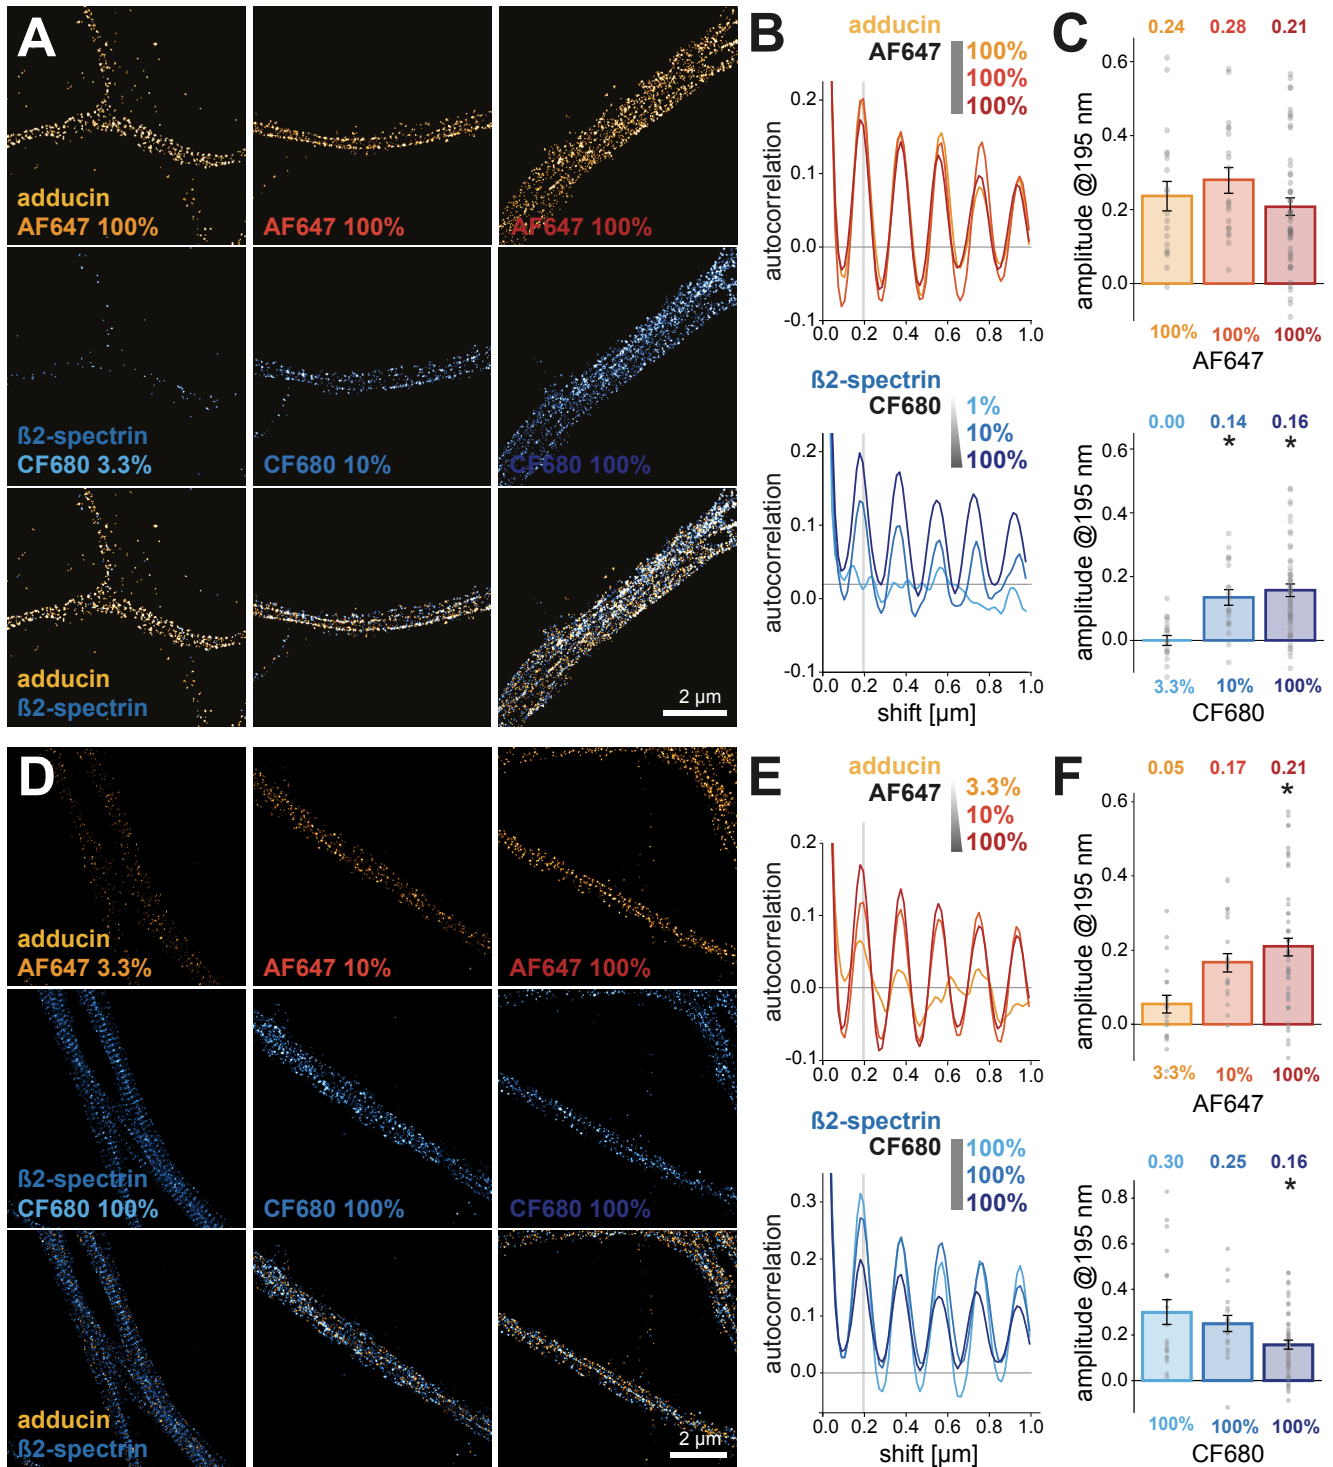 A
adducin
AF647 100%
AF647 100%
AF647 100%
ß2-spectrin
CF680 3.3%
CF680 10%
CF680 100%
adducin
ß2-spectrin
2 µm
B
adducin
AF647
100%
100%
100%
autocorrelation
0.2
0.1
0.0
-0.1
0.0 0.2 0.4 0.6 0.8 1.0
ß2-spectrin
CF680
1%
10%
100%
autocorrelation
0.2
0.1
0.0
-0.1
0.0 0.2 0.4 0.6 0.8 1.0
shift [µm]
C
0.24 0.28 0.21
amplitude @195 nm
0.6
0.4
0.2
0.0
100% 100% 100%
AF647
0.00 0.14 0.16
* *
amplitude @195 nm
0.6
0.4
0.2
0.0
3.3% 10% 100%
CF680
D
adducin
AF647 3.3%
AF647 10%
AF647 100%
ß2-spectrin
CF680 100%
CF680 100%
CF680 100%
adducin
ß2-spectrin
2 µm
E
adducin
AF647
3.3%
10%
100%
autocorrelation
0.2
0.1
0.0
-0.1
0.0 0.2 0.4 0.6 0.8 1.0
ß2-spectrin
CF680
100%
100%
100%
autocorrelation
0.3
0.2
0.1
0.0
0.0 0.2 0.4 0.6 0.8 1.0
shift [µm]
F
0.05 0.17 0.21
*
amplitude @195 nm
0.6
0.4
0.2
0.0
3.3% 10% 100%
AF647
0.30 0.25 0.16
*
amplitude @195 nm
0.8
0.6
0.4
0.2
0.0
100% 100% 100%
CF680